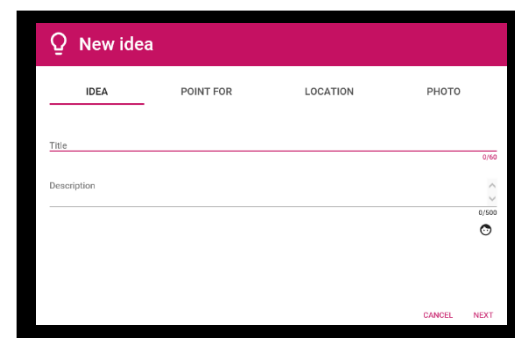 New idea
IDEA POINT FOR LOCATION PHOTO
Title
0/60
Description
0/500
CANCEL NEXT